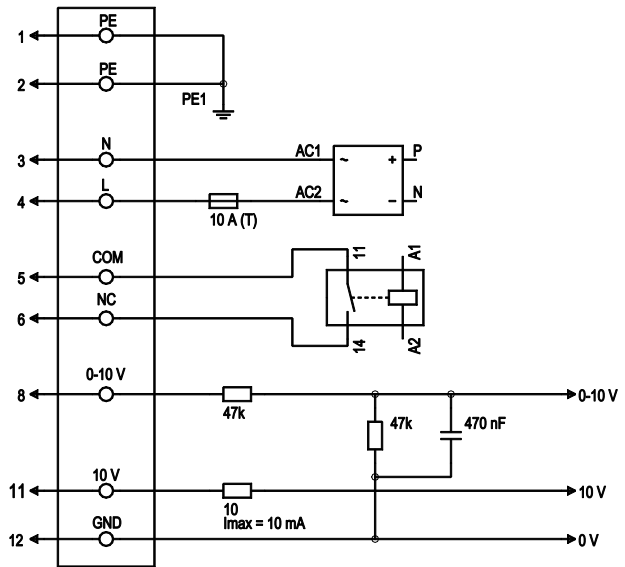 PE
1
PE
2
PE1
N
AC1 ~ + P
3
L
AC2 ~ − N
4
10 A (T)
COM
11
A1
5
NC
6
14
A2
0-10 V
8
0-10 V
47k
47k
470 nF
10 V
11
10 V
10
Imax = 10 mA
GND
12
0 V